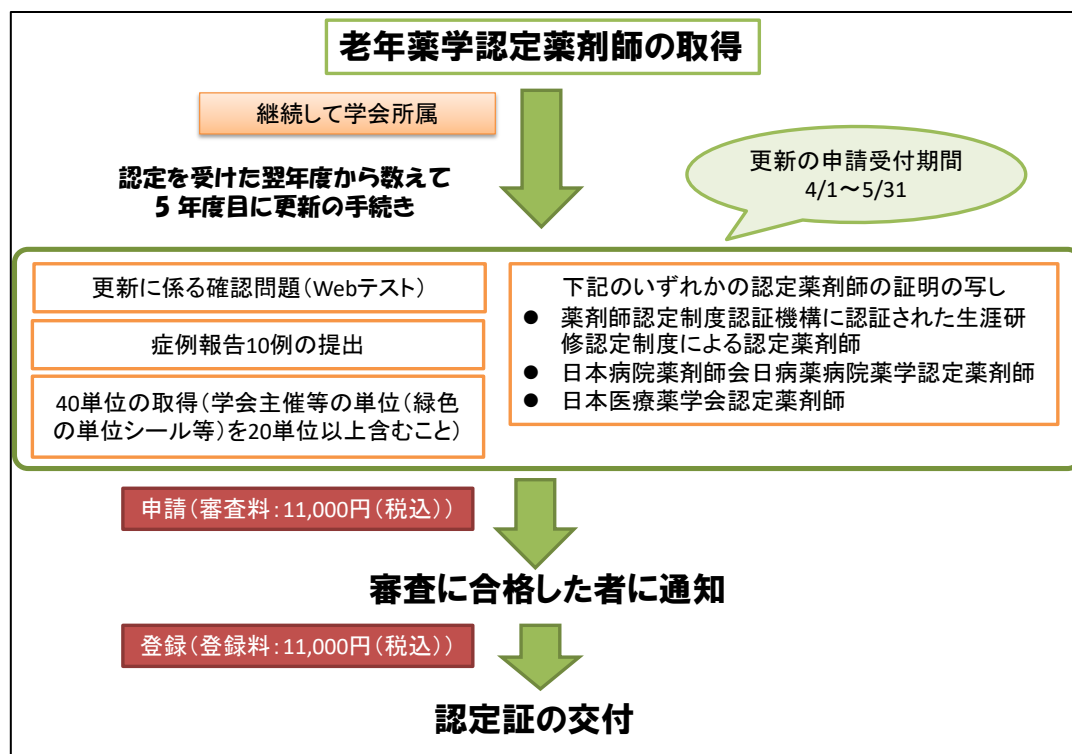 老年薬学認定薬剤師の取得
継続して学会所属
認定を受けた翌年度から数えて
5 年度目に更新の手続き
更新の申請受付期間
4/1～5/31
更新に係る確認問題(Webテスト)
症例報告10例の提出
40単位の取得(学会主催等の単位(緑色
の単位シール等)を20単位以上含むこと)
下記のいずれかの認定薬剤師の証明の写し
● 薬剤師認定制度認証機構に認証された生涯研
修認定制度による認定薬剤師
● 日本病院薬剤師会日病薬病院薬学認定薬剤師
● 日本医療薬学会認定薬剤師
申請(審査料:11,000円(税込))
審査に合格した者に通知
登録(登録料:11,000円(税込))
認定証の交付